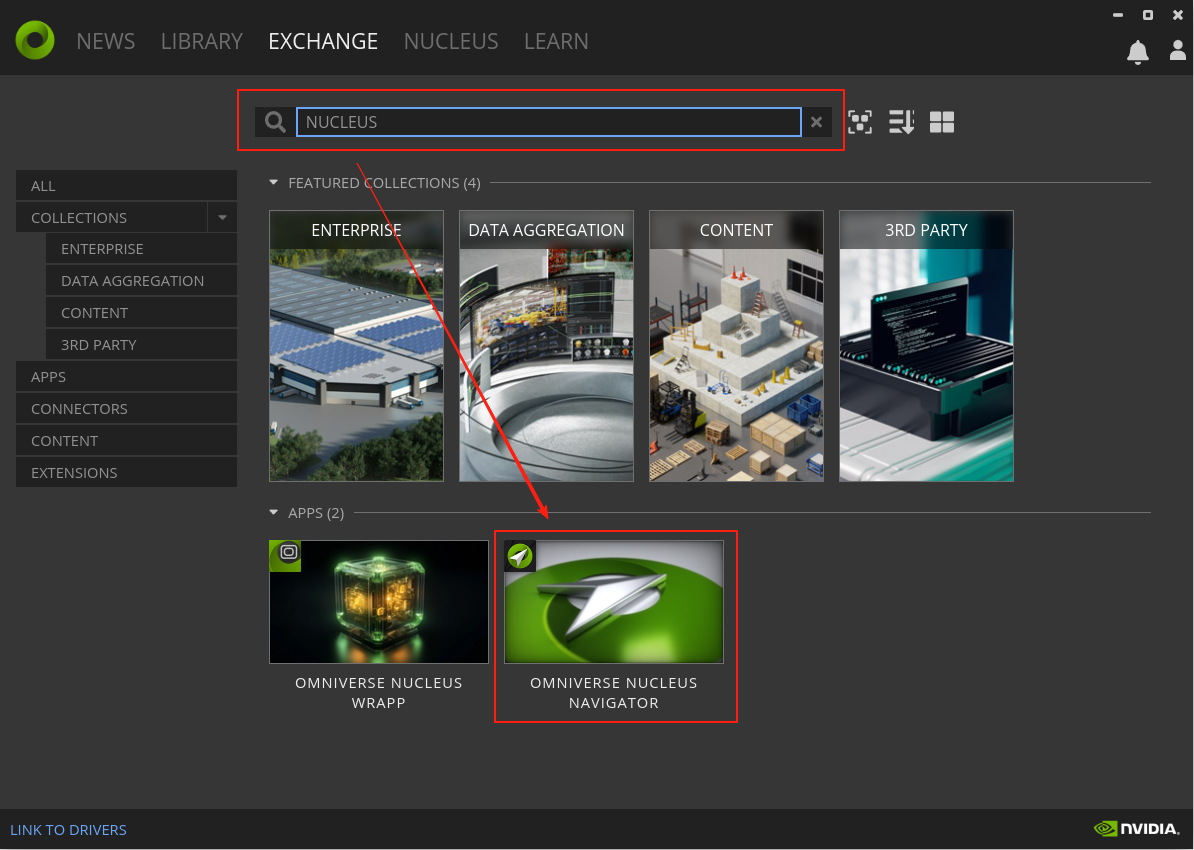 NEWS LIBRARY EXCHANGE NUCLEUS LEARN
NUCLEUS
ALL
COLLECTIONS
ENTERPRISE
DATA AGGREGATION
CONTENT
3RD PARTY
APPS
CONNECTORS
CONTENT
EXTENSIONS
FEATURED COLLECTIONS (4)
ENTERPRISE
DATA AGGREGATION
CONTENT
3RD PARTY
APPS (2)
OMNIVERSE NUCLEUS
WRAPP
OMNIVERSE NUCLEUS
NAVIGATOR
LINK TO DRIVERS
NVIDIA.